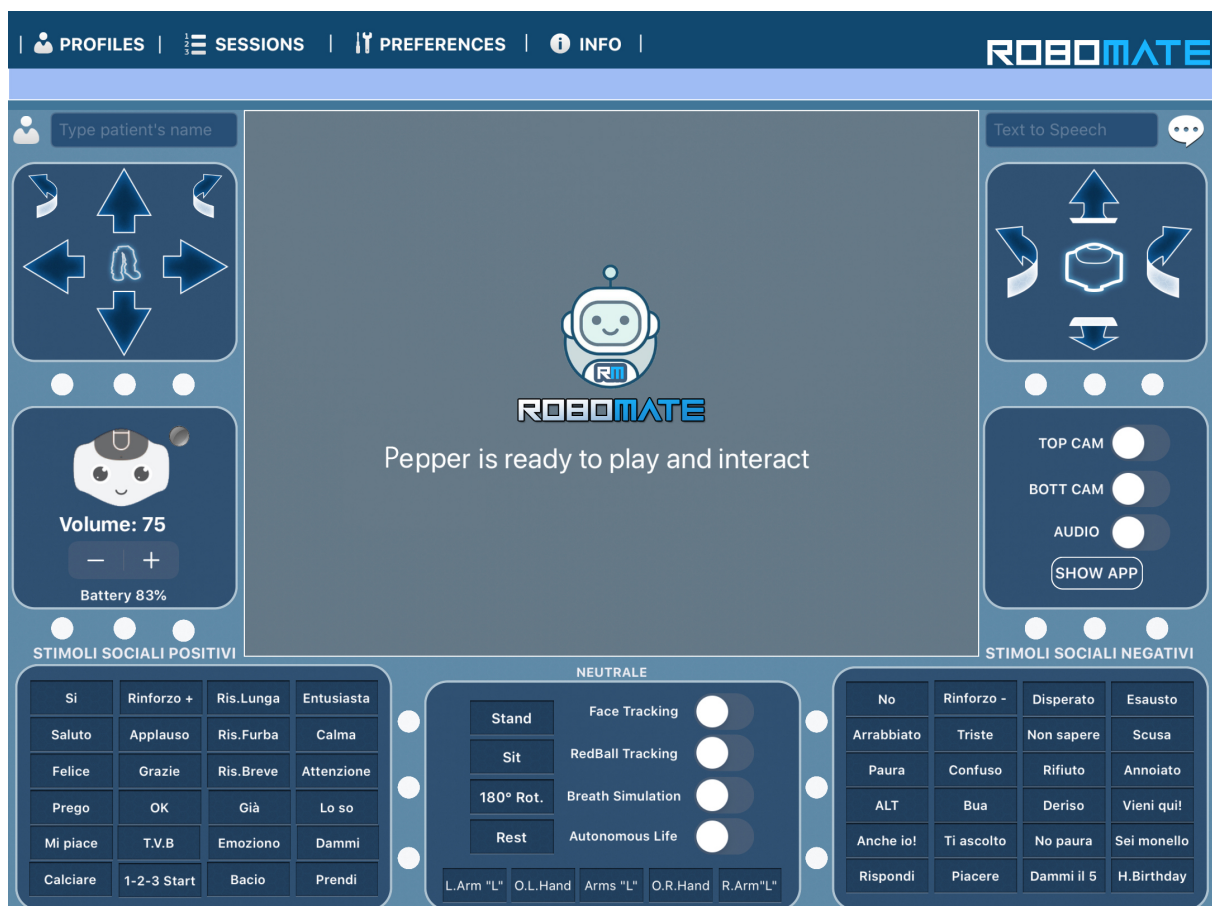 PROFILES | SESSIONS | PREFERENCES | INFO |
ROBOMATE
Type patient's name
Text to Speech
RM
ROBOMATE
Pepper is ready to play and interact
Volume: 75
− +
Battery 83%
TOP CAM
BOTT CAM
AUDIO
SHOW APP
STIMOLI SOCIALI POSITIVI
Si Rinforzo + Ris.Lunga Entusiasta
Saluto Applauso Ris.Furba Calma
Felice Grazie Ris.Breve Attenzione
Prego OK Già Lo so
Mi piace T.V.B Emoziono Dammi
Calciare 1-2-3 Start Bacio Prendi
NEUTRALE
Stand Face Tracking
Sit RedBall Tracking
180° Rot. Breath Simulation
Rest Autonomous Life
L.Arm "L" O.L.Hand Arms "L" O.R.Hand R.Arm"L"
STIMOLI SOCIALI NEGATIVI
No Rinforzo - Disperato Esausto
Arrabbiato Triste Non sapere Scusa
Paura Confuso Rifiuto Annoiato
ALT Bua Deriso Vieni qui!
Anche io! Ti ascolto No paura Sei monello
Rispondi Piacere Dammi il 5 H.Birthday